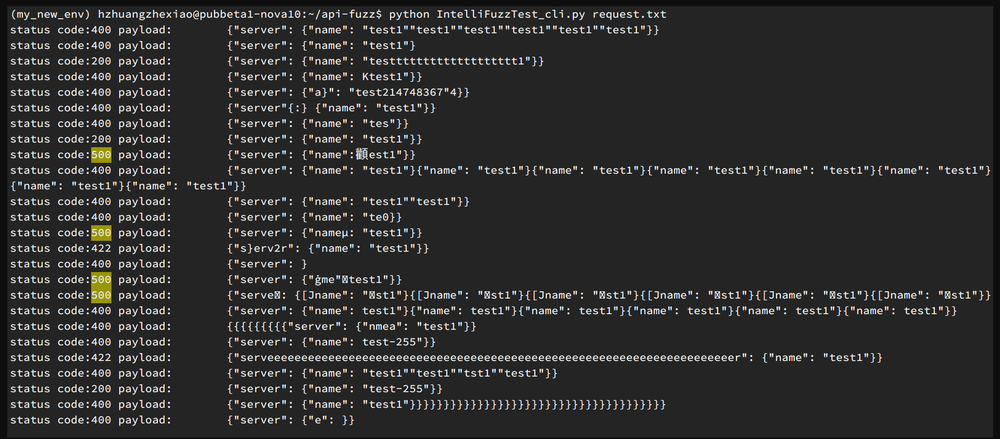 (my_new_env) hzhuangzhexiao@pubbeta1-nova10:~/api-fuzz$ python IntelliFuzzTest_cli.py request.txt
status code:400 payload: {"server": {"name": "test1""test1""test1""test1""test1""test1"}}
status code:400 payload: {"server": {"name": "test1"}
status code:200 payload: {"server": {"name": "testttttttttttttttttttt1"}}
status code:400 payload: {"server": {"name": Ktest1"}}
status code:400 payload: {"server": {"a}": "test214748367"4}}
status code:400 payload: {"server"{:} {"name": "test1"}}
status code:400 payload: {"server": {"name": "tes"}}
status code:200 payload: {"server": {"name": "test1"}}
status code:500 payload: {"server": {"name":顴est1"}}
status code:400 payload: {"server": {"name": "test1"}{"name": "test1"}{"name": "test1"}{"name": "test1"}{"name": "test1"}{"name": "test1"}
{"name": "test1"}{"name": "test1"}}
status code:400 payload: {"server": {"name": "test1""test1"}}
status code:400 payload: {"server": {"name": "te0}}
status code:500 payload: {"server": {"nameµ: "test1"}}
status code:422 payload: {"s}erv2r": {"name": "test1"}}
status code:400 payload: {"server": }
status code:500 payload: {"server": {"ġme"test1"}}
status code:500 payload: {"serve: {[Jname": "st1"}{[Jname": "st1"}{[Jname": "st1"}{[Jname": "st1"}{[Jname": "st1"}{[Jname": "st1"}}
status code:400 payload: {"server": {"name": test1"}{"name": test1"}{"name": test1"}{"name": test1"}{"name": test1"}{"name": test1"}}
status code:400 payload: {{{{{{{{{"server": {"nmea": "test1"}}
status code:400 payload: {"server": {"name": test-255"}}
status code:422 payload: {"serveeeeeeeeeeeeeeeeeeeeeeeeeeeeeeeeeeeeeeeeeeeeeeeeeeeeeeeeeeeeeeeeeeeeer": {"name": "test1"}}
status code:400 payload: {"server": {"name": "test1""test1""tst1""test1"}}
status code:200 payload: {"server": {"name": "test-255"}}
status code:400 payload: {"server": {"name": "test1"}}}}}}}}}}}}}}}}}}}}}}}}}}}}}}}}}}}}}}
status code:400 payload: {"server": {"e": }}